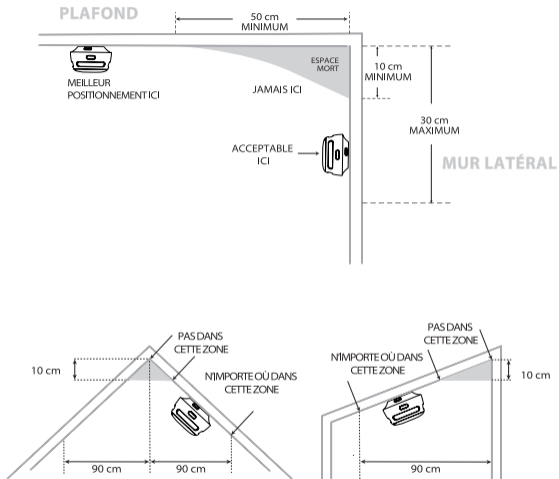 PLAFOND
50 cm
MINIMUM
ESPACE
MORT
10 cm
MINIMUM
MEILLEUR
POSITIONNEMENT ICI
JAMAIS ICI
30 cm
MAXIMUM
ACCEPTABLE
ICI
MUR LATÉRAL
PAS DANS
CETTE ZONE
10 cm
N'IMPORTE OÙ DANS
CETTE ZONE
90 cm
90 cm
PAS DANS
CETTE ZONE
N'IMPORTE OÙ DANS
CETTE ZONE
10 cm
90 cm